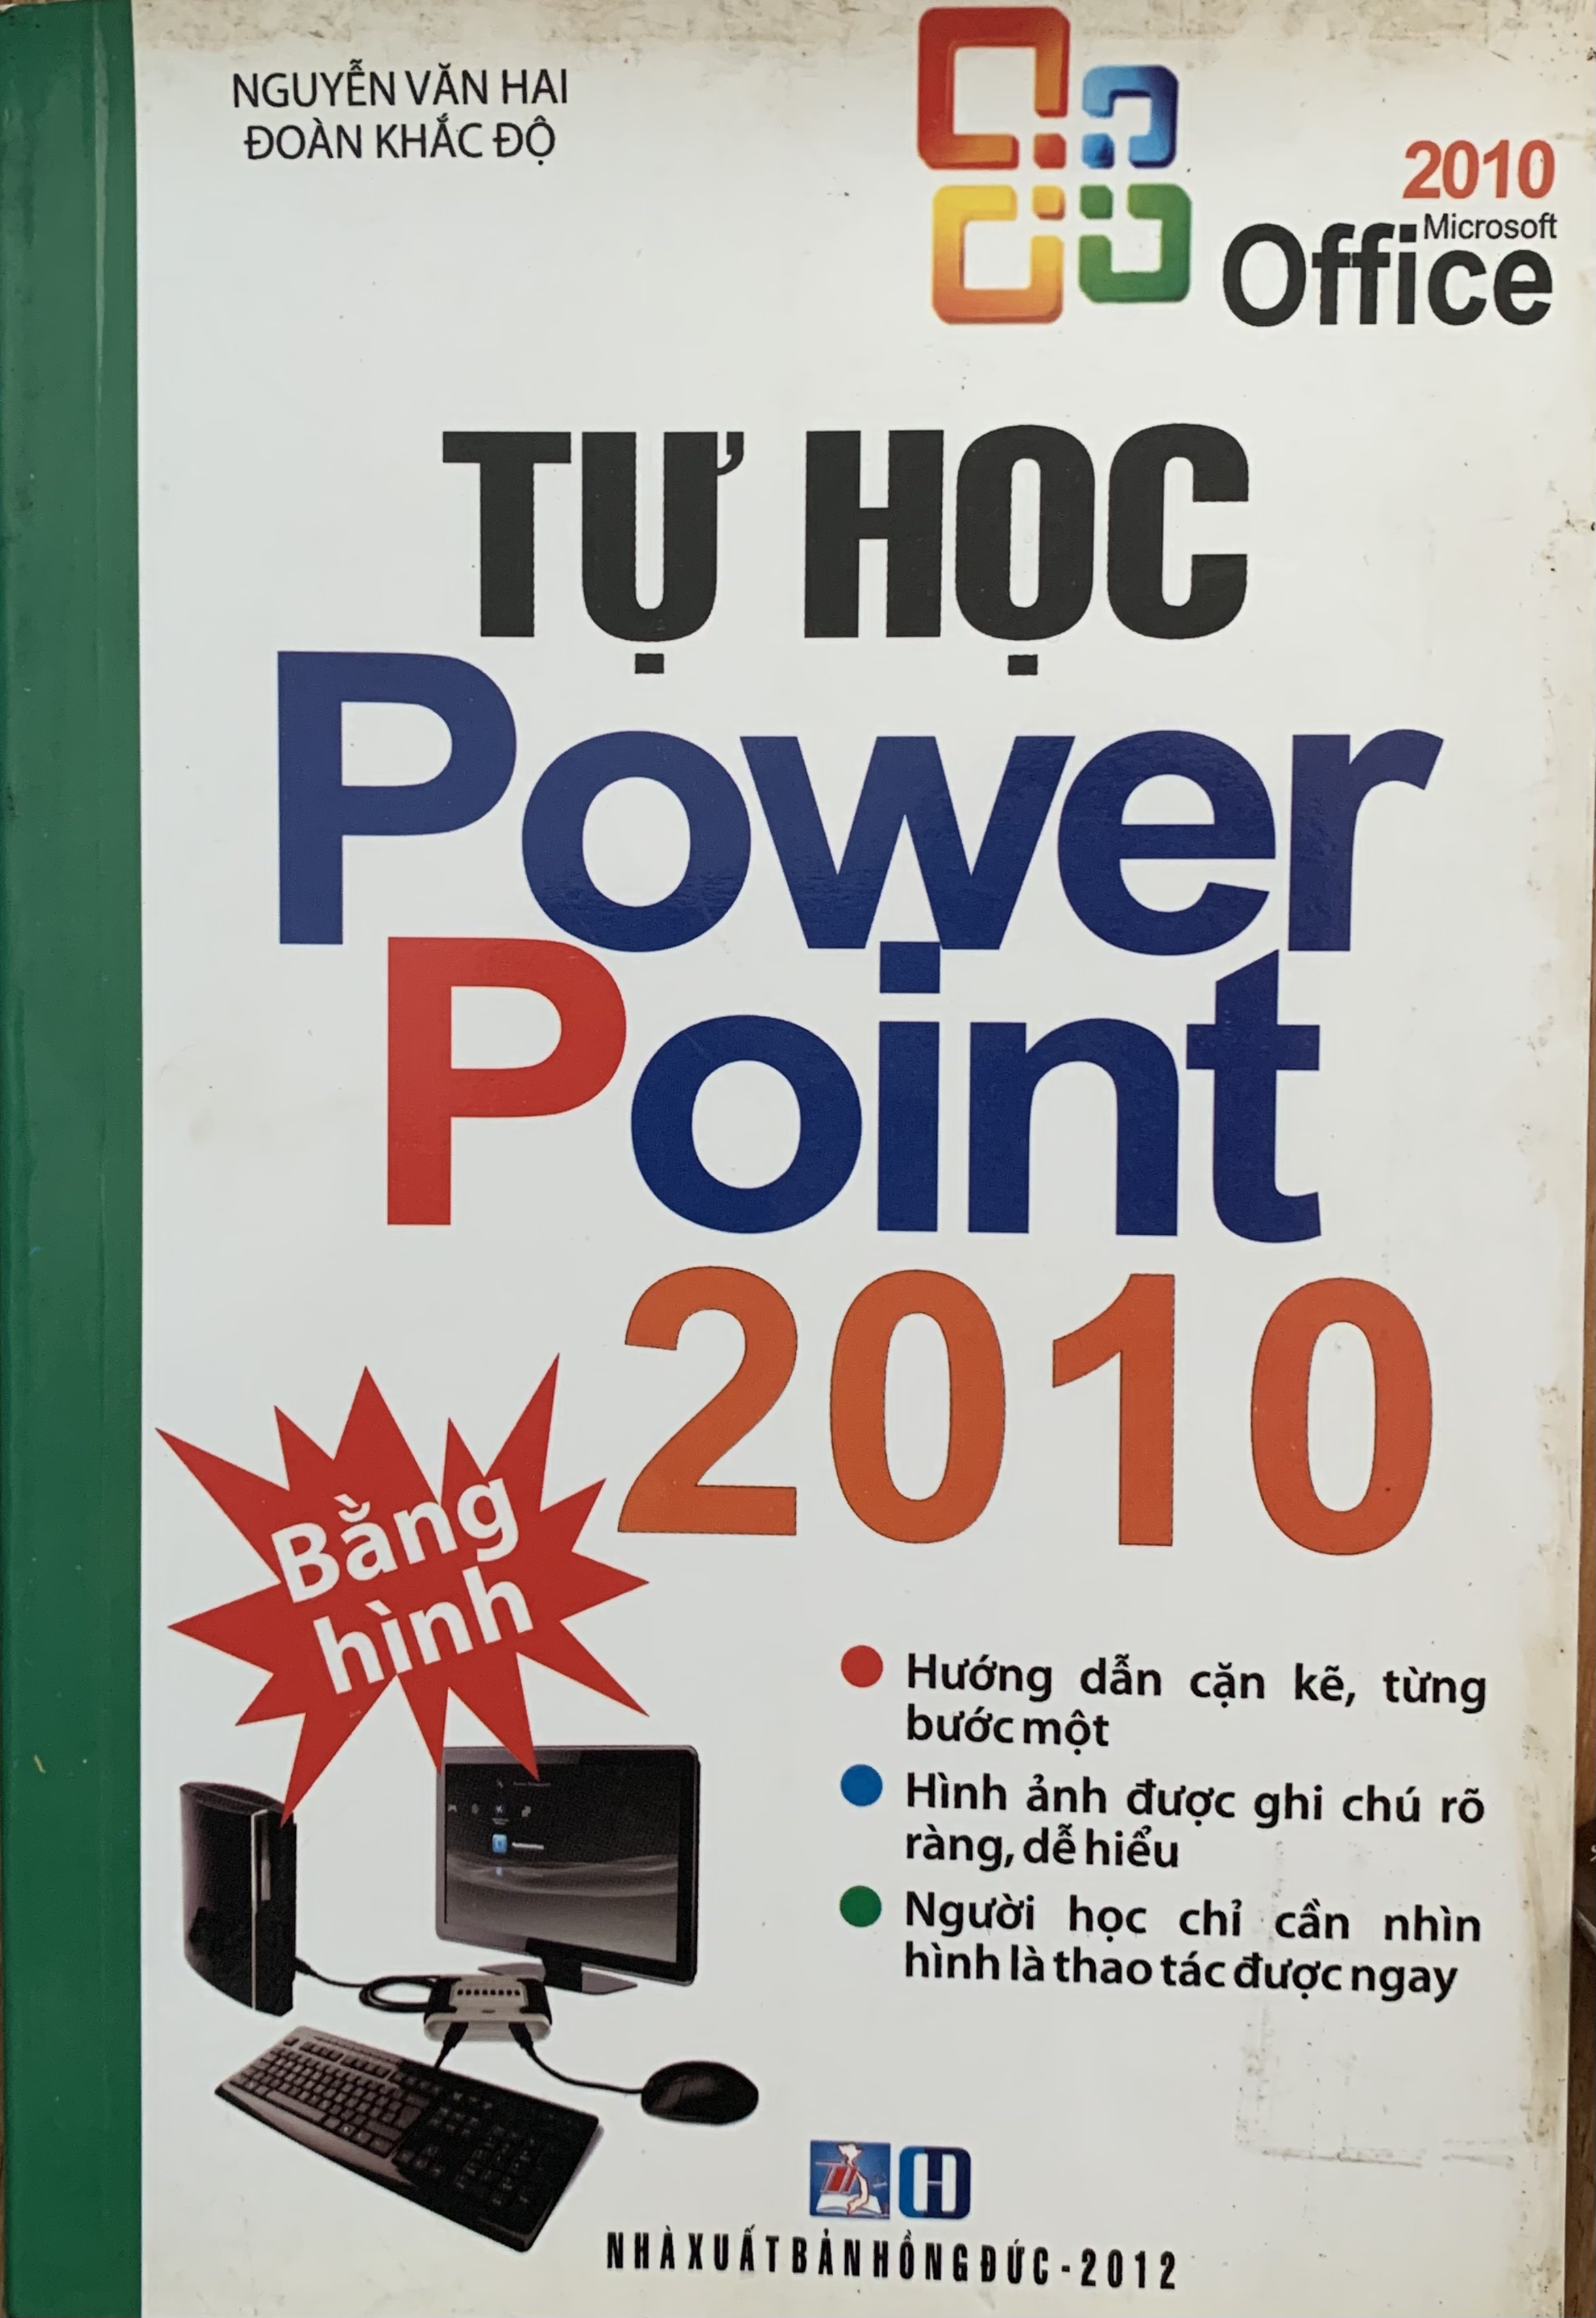 NGUYỄN VĂN HAI
ĐOÀN KHẮC ĐỘ
2010
Microsoft
Office
TỰ HỌC
Power
Point
2010
Bằng
hình
Hướng dẫn cặn kẽ, từng
bước một
Hình ảnh được ghi chú rõ
ràng, dễ hiểu
Người học chỉ cần nhìn
hình là thao tác được ngay
NHÀ XUẤT BẢN HỒNG ĐỨC - 2012